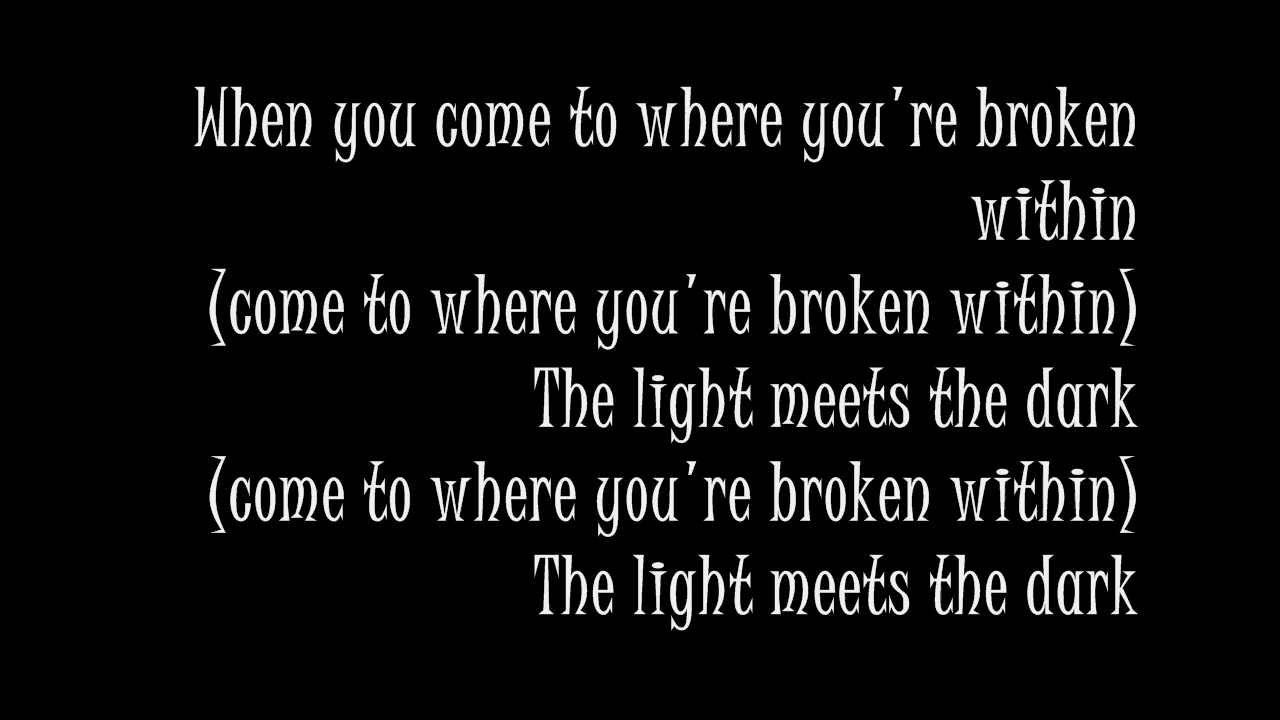 When you come to where you're broken
within
(come to where you're broken within)
The light meets the dark
(come to where you're broken within)
The light meets the dark